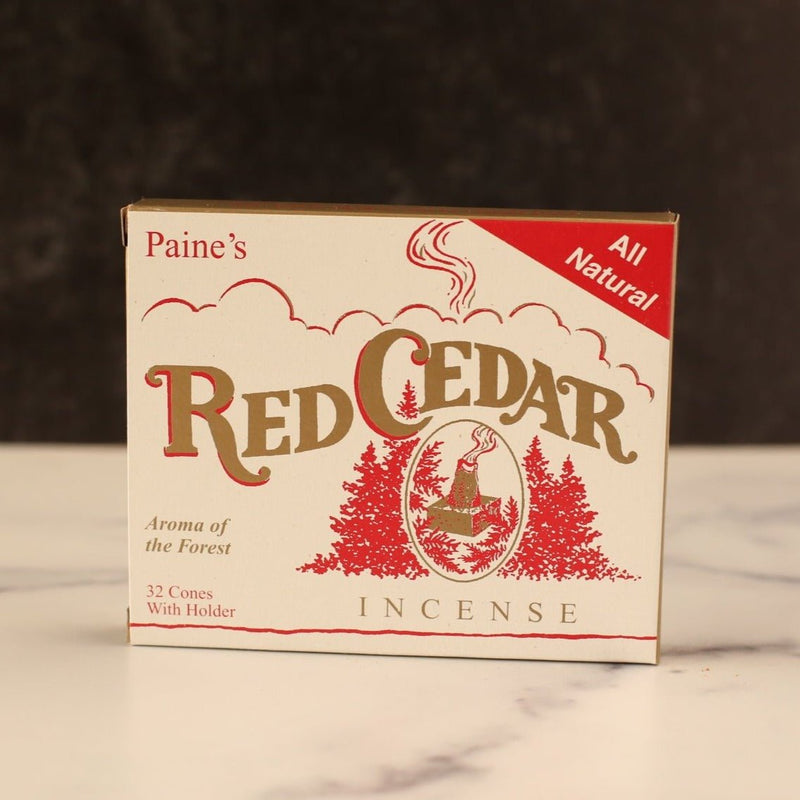 Paine's
All
Natural
RED CEDAR
Aroma of
the Forest
32 Cones
With Holder
INCENSE